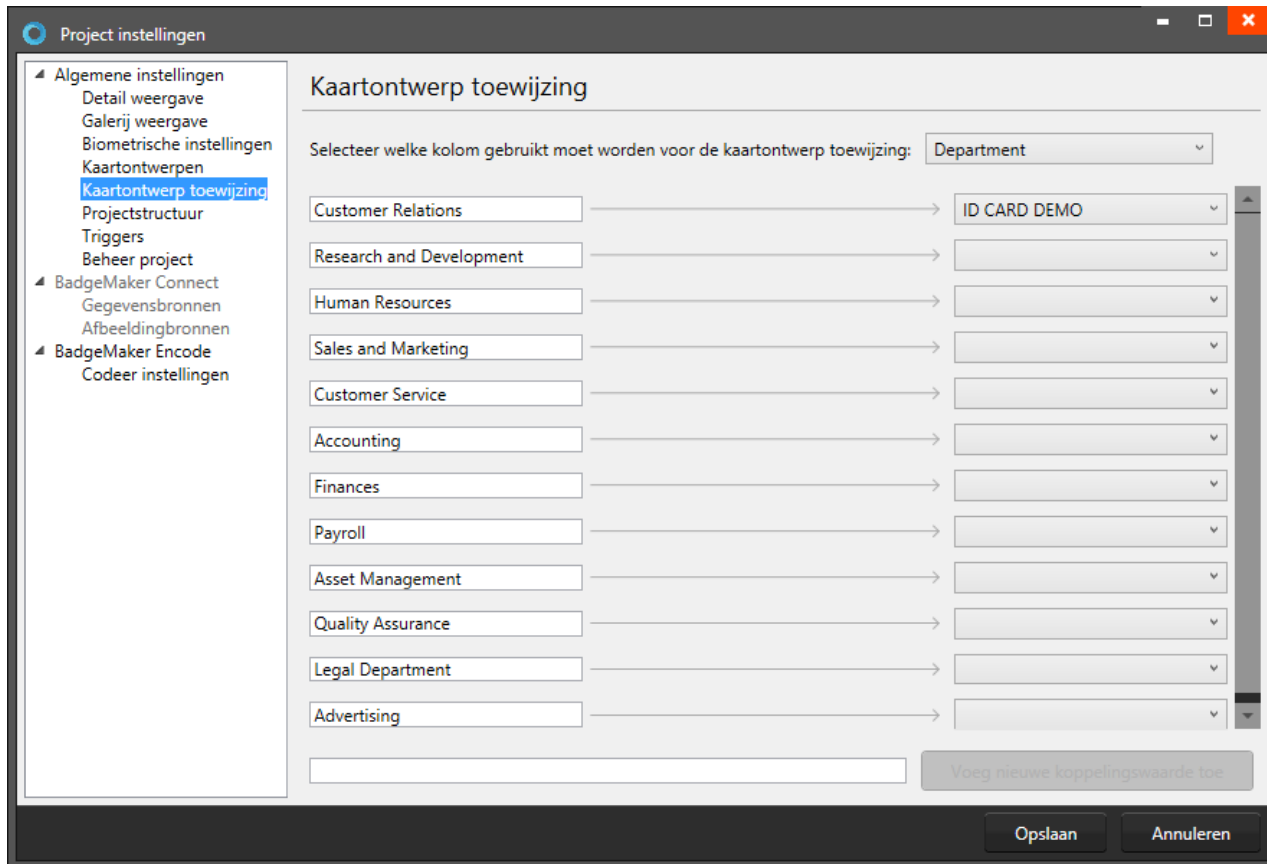 Project instellingen
Algemene instellingen
Detail weergave
Galerij weergave
Biometrische instellingen
Kaartontwerpen
Kaartontwerp toewijzing
Projectstructuur
Triggers
Beheer project
BadgeMaker Connect
Gegevensbronnen
Afbeeldingbronnen
BadgeMaker Encode
Codeer instellingen
Kaartontwerp toewijzing
Selecteer welke kolom gebruikt moet worden voor de kaartontwerp toewijzing: Department
Customer Relations ID CARD DEMO
Research and Development
Human Resources
Sales and Marketing
Customer Service
Accounting
Finances
Payroll
Asset Management
Quality Assurance
Legal Department
Advertising
Voeg nieuwe koppelingswaarde toe
Opslaan Annuleren